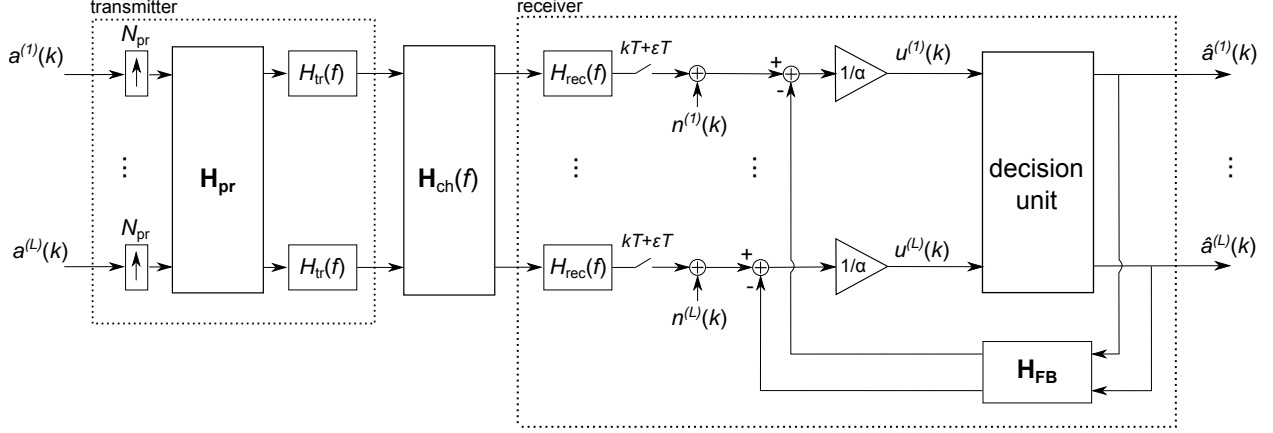 transmitter
receiver
a⁽¹⁾(k)
N_pr
H_tr(f)
H_rec(f)
kT+εT
n⁽¹⁾(k)
+
-
1/α
u⁽¹⁾(k)
â⁽¹⁾(k)
⋮
H_pr
H_ch(f)
⋮
⋮
decision
unit
⋮
a⁽ᴸ⁾(k)
N_pr
H_tr(f)
H_rec(f)
kT+εT
n⁽ᴸ⁾(k)
+
-
1/α
u⁽ᴸ⁾(k)
â⁽ᴸ⁾(k)
H_FB